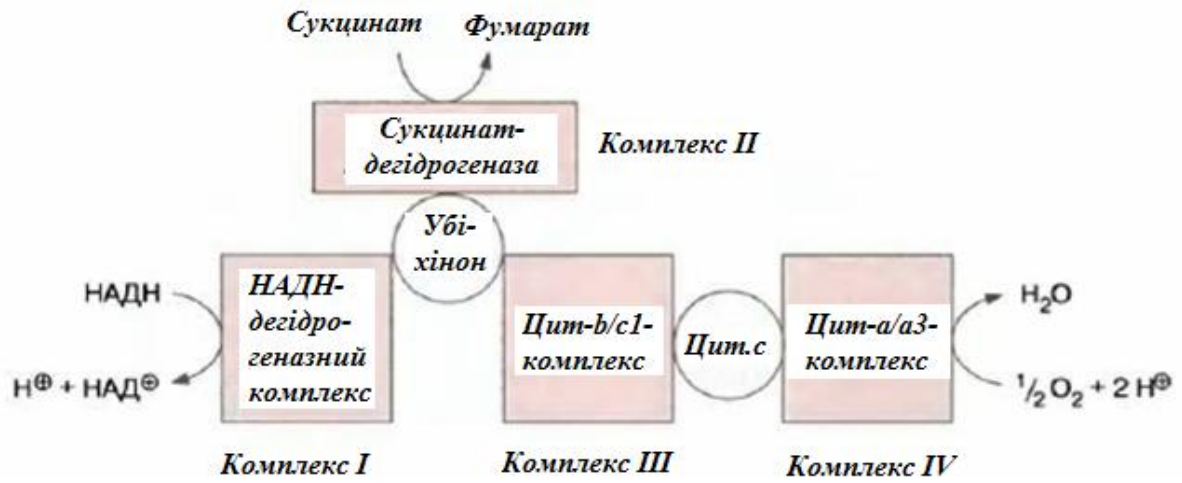 Сукцинат Фумарат
Сукцинат-
дегідрогеназа
Комплекс II
Убі-
хінон
НАДН
H⊕ + НАД⊕
НАДН-
дегідро-
геназний
комплекс
Цит-b/c1-
комплекс
Цит.с
Цит-a/a3-
комплекс
H₂O
½O₂ + 2 H⊕
Комплекс I
Комплекс III
Комплекс IV